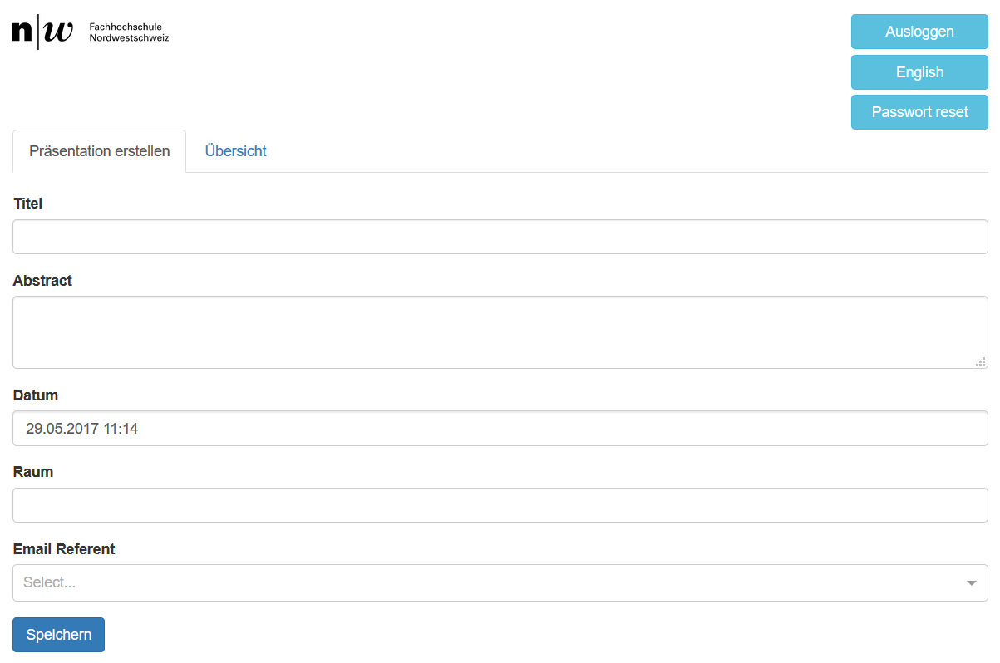 n|w Fachhochschule
Nordwestschweiz
Ausloggen
English
Passwort reset
Präsentation erstellen Übersicht
Titel
Abstract
Datum
29.05.2017 11:14
Raum
Email Referent
Select...
Speichern